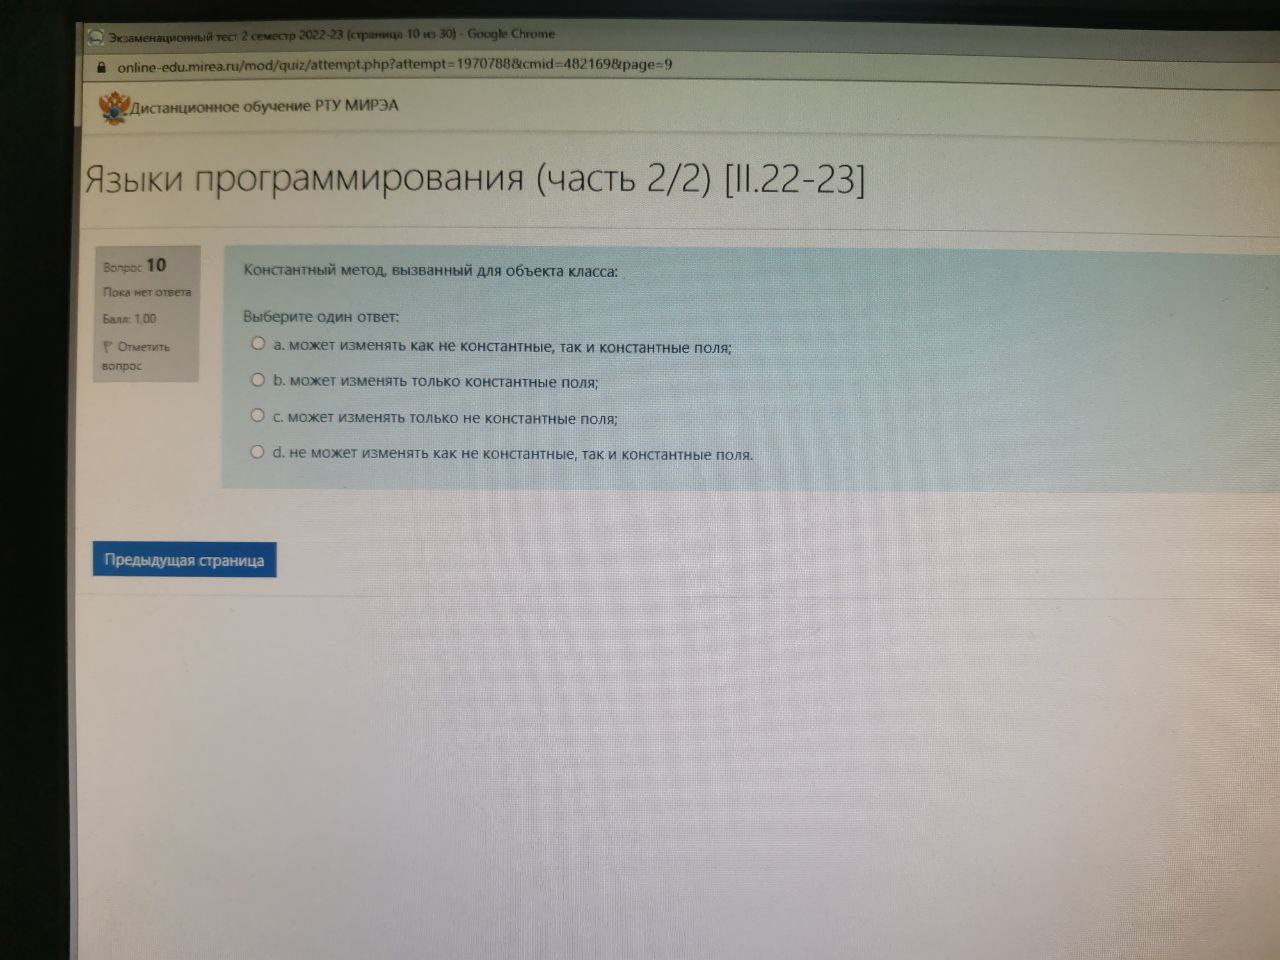 Экзаменационный тест 2 семестр 2022-23 (страница 10 из 30) - Google Chrome
online-edu.mirea.ru/mod/quiz/attempt.php?attempt=1970788&cmid=482169&page=9
Дистанционное обучение РТУ МИРЭА
Языки программирования (часть 2/2) [II.22-23]
Вопрос 10
Пока нет ответа
Балл: 1,00
Отметить
вопрос
Константный метод, вызванный для объекта класса:
Выберите один ответ:
a. может изменять как не константные, так и константные поля;
b. может изменять только константные поля;
c. может изменять только не константные поля;
d. не может изменять как не константные, так и константные поля.
Предыдущая страница